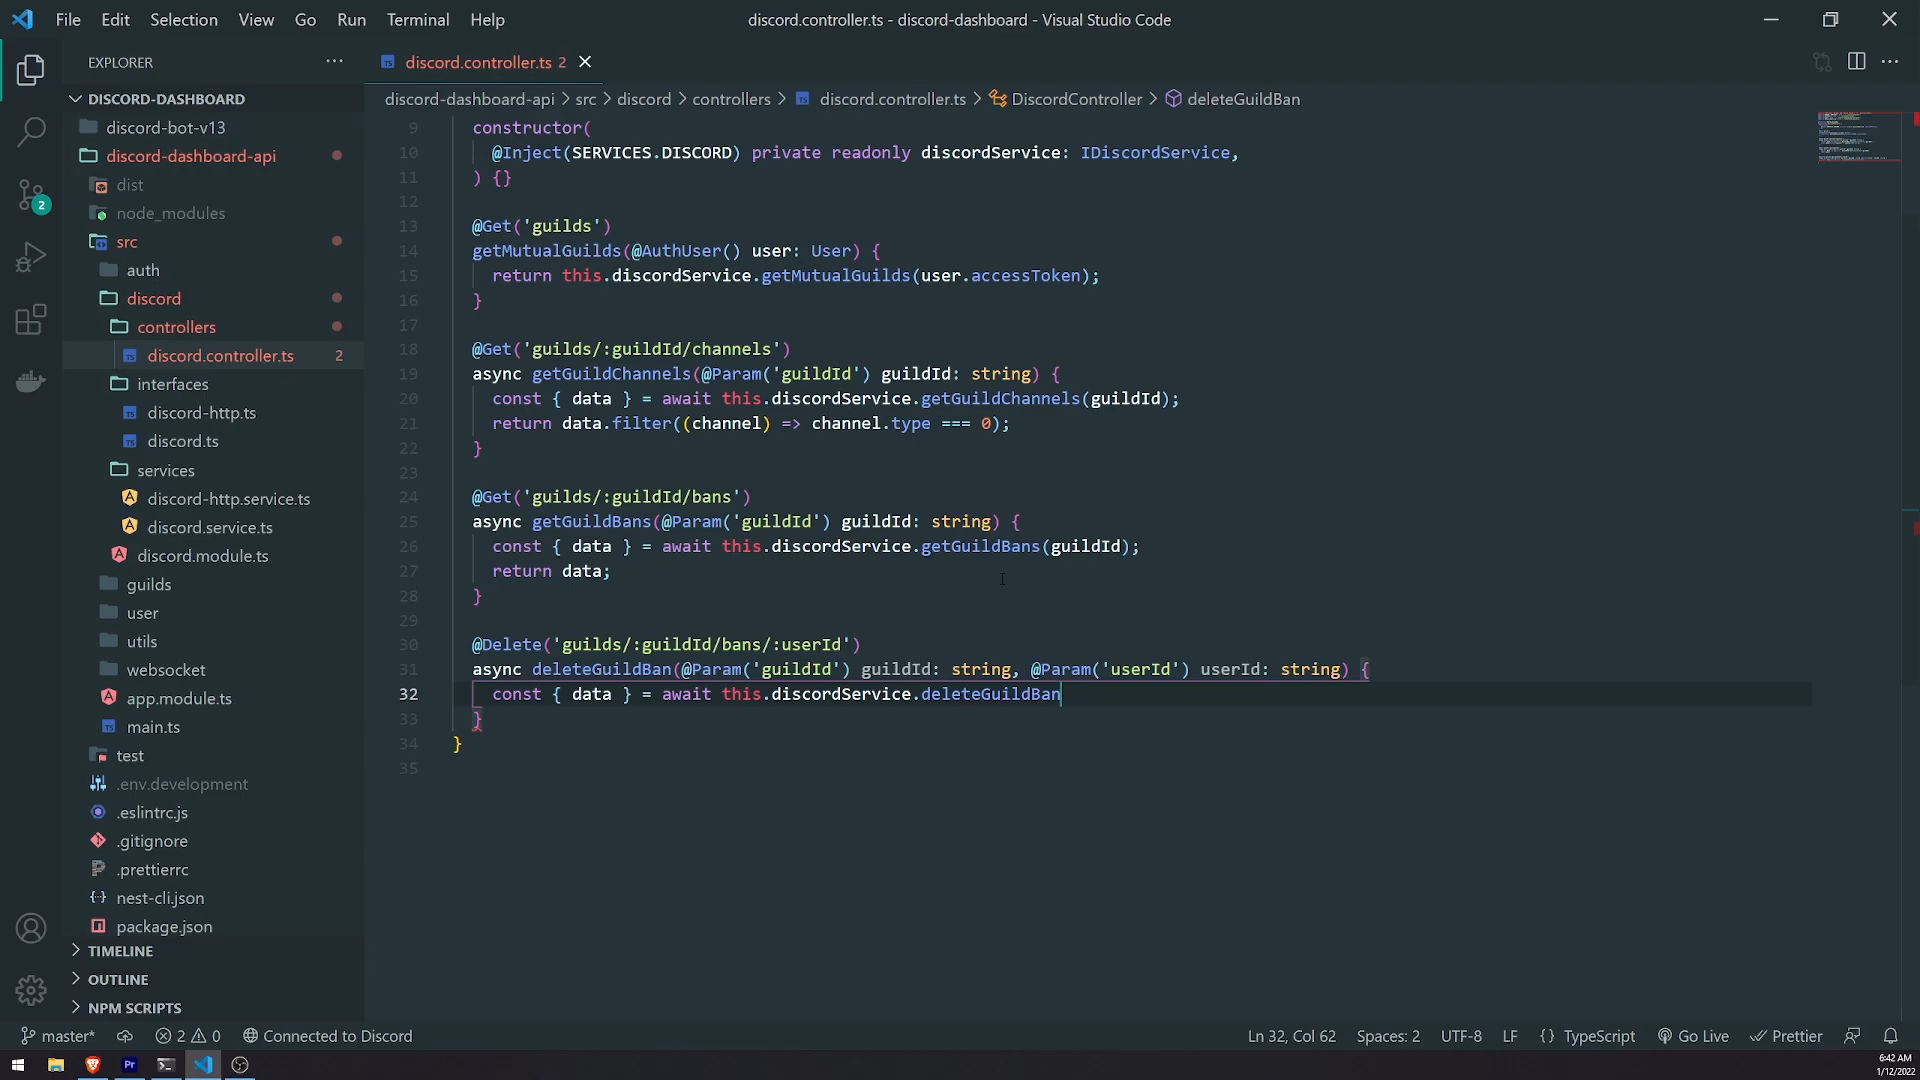 File Edit Selection View Go Run Terminal Help
discord.controller.ts - discord-dashboard - Visual Studio Code
EXPLORER
discord.controller.ts 2
DISCORD-DASHBOARD
discord-bot-v13
discord-dashboard-api
dist
node_modules
src
auth
discord
controllers
discord.controller.ts 2
interfaces
discord-http.ts
discord.ts
services
discord-http.service.ts
discord.service.ts
discord.module.ts
guilds
user
utils
websocket
app.module.ts
main.ts
test
.env.development
.eslintrc.js
.gitignore
.prettierrc
nest-cli.json
package.json
TIMELINE
OUTLINE
NPM SCRIPTS
2
discord-dashboard-api > src > discord > controllers > discord.controller.ts > DiscordController > deleteGuildBan
9 constructor(
10 @Inject(SERVICES.DISCORD) private readonly discordService: IDiscordService,
11 ) {}
12
13 @Get('guilds')
14 getMutualGuilds(@AuthUser() user: User) {
15 return this.discordService.getMutualGuilds(user.accessToken);
16 }
17
18 @Get('guilds/:guildId/channels')
19 async getGuildChannels(@Param('guildId') guildId: string) {
20 const { data } = await this.discordService.getGuildChannels(guildId);
21 return data.filter((channel) => channel.type === 0);
22 }
23
24 @Get('guilds/:guildId/bans')
25 async getGuildBans(@Param('guildId') guildId: string) {
26 const { data } = await this.discordService.getGuildBans(guildId);
27 return data;
28 }
29
30 @Delete('guilds/:guildId/bans/:userId')
31 async deleteGuildBan(@Param('guildId') guildId: string, @Param('userId') userId: string) {
32 const { data } = await this.discordService.deleteGuildBan
33 }
34 }
35
master* 2 0 Connected to Discord
Ln 32, Col 62 Spaces: 2 UTF-8 LF {} TypeScript Go Live Prettier
Pr
6:42 AM
1/12/2022